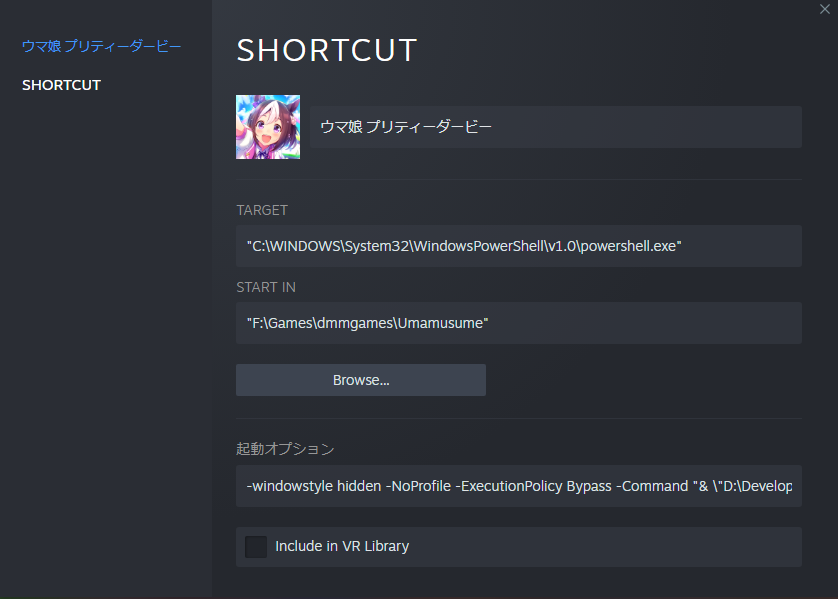 ウマ娘 プリティーダービー
SHORTCUT
SHORTCUT
ウマ娘 プリティーダービー
TARGET
"C:\WINDOWS\System32\WindowsPowerShell\v1.0\powershell.exe"
START IN
"F:\Games\dmmgames\Umamusume"
Browse...
起動オプション
-windowstyle hidden -NoProfile -ExecutionPolicy Bypass -Command "& \"D:\Develop
Include in VR Library